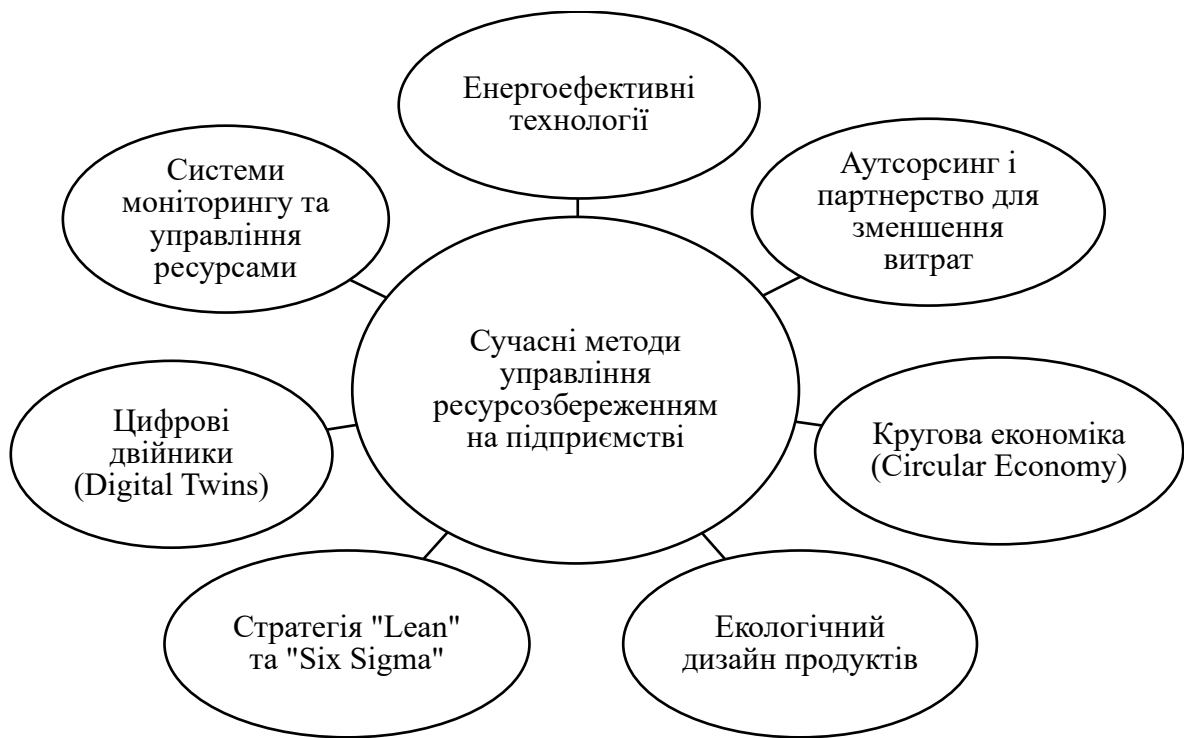 Енергоефективні
технології
Системи
моніторингу та
управління
ресурсами
Аутсорсинг і
партнерство для
зменшення
витрат
Сучасні методи
управління
ресурсозбереженням
на підприємстві
Цифрові
двійники
(Digital Twins)
Кругова економіка
(Circular Economy)
Стратегія "Lean"
та "Six Sigma"
Екологічний
дизайн продуктів